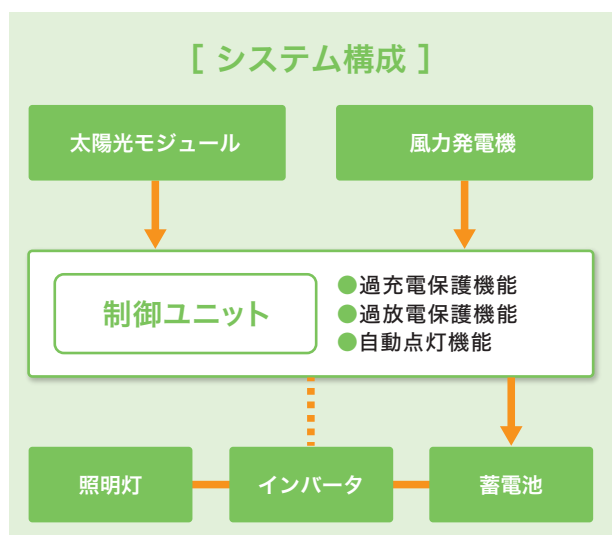 [ システム構成 ]
太陽光モジュール
風力発電機
制御ユニット
●過充電保護機能
●過放電保護機能
●自動点灯機能
照明灯
インバータ
蓄電池